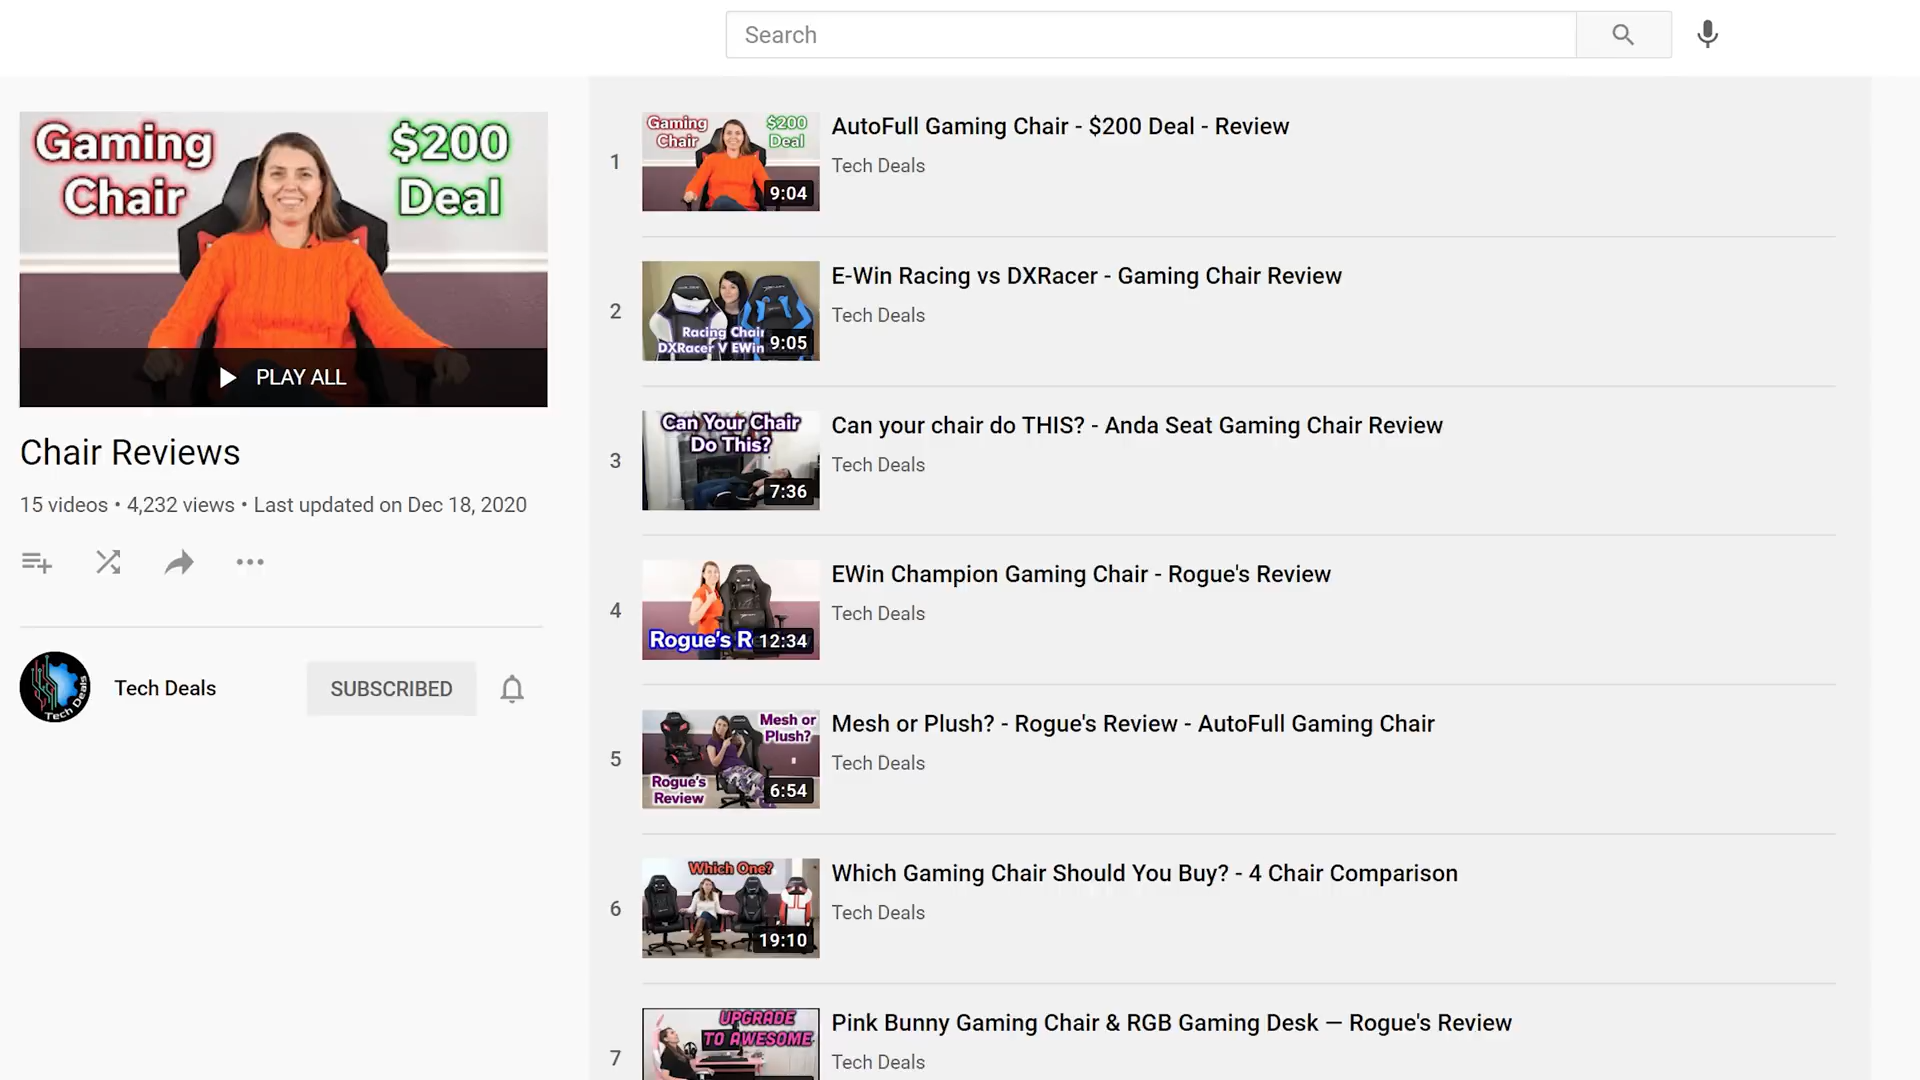 Search
Gaming
Chair
$200
Deal
PLAY ALL
Chair Reviews
15 videos • 4,232 views • Last updated on Dec 18, 2020
Tech Deals
Tech Deals
SUBSCRIBED
1
Gaming
Chair
$200
Deal
9:04
AutoFull Gaming Chair - $200 Deal - Review
Tech Deals
2
Racing Chair
DXRacer V EWin
9:05
E-Win Racing vs DXRacer - Gaming Chair Review
Tech Deals
3
Can Your Chair
Do This?
7:36
Can your chair do THIS? - Anda Seat Gaming Chair Review
Tech Deals
4
Rogue's R
12:34
EWin Champion Gaming Chair - Rogue's Review
Tech Deals
5
Mesh or
Plush?
Rogue's
Review
6:54
Mesh or Plush? - Rogue's Review - AutoFull Gaming Chair
Tech Deals
6
Which One?
19:10
Which Gaming Chair Should You Buy? - 4 Chair Comparison
Tech Deals
7
UPGRADE
TO AWESOME
Pink Bunny Gaming Chair & RGB Gaming Desk — Rogue's Review
Tech Deals